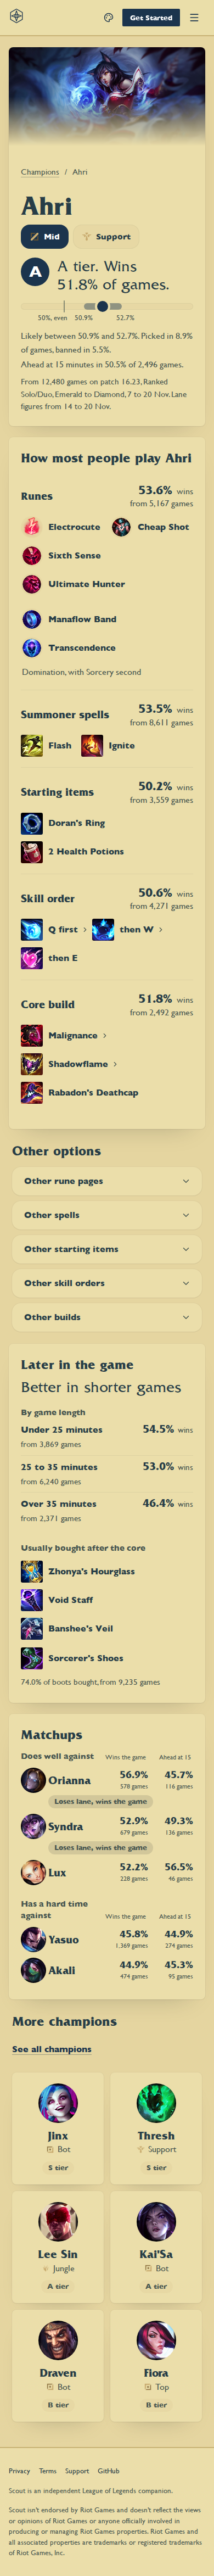 Get Started
Champions / Ahri
Ahri
Mid
Support
A
A tier. Wins
51.8% of games.
50%, even 50.9% 52.7%
Likely between 50.9% and 52.7%. Picked in 8.9%
of games, banned in 5.5%.
Ahead at 15 minutes in 50.5% of 2,496 games.
From 12,480 games on patch 16.23, Ranked
Solo/Duo, Emerald to Diamond, 7 to 20 Nov. Lane
figures from 14 to 20 Nov.
How most people play Ahri
Runes
53.6% wins
from 5,167 games
Electrocute
Cheap Shot
Sixth Sense
Ultimate Hunter
Manaflow Band
Transcendence
Domination, with Sorcery second
Summoner spells
53.5% wins
from 8,611 games
Flash
Ignite
Starting items
50.2% wins
from 3,559 games
Doran's Ring
2 Health Potions
Skill order
50.6% wins
from 4,271 games
Q first
then W
then E
Core build
51.8% wins
from 2,492 games
Malignance
Shadowflame
Rabadon's Deathcap
Other options
Other rune pages
Other spells
Other starting items
Other skill orders
Other builds
Later in the game
Better in shorter games
By game length
Under 25 minutes 54.5% wins
from 3,869 games
25 to 35 minutes 53.0% wins
from 6,240 games
Over 35 minutes 46.4% wins
from 2,371 games
Usually bought after the core
Zhonya's Hourglass
Void Staff
Banshee's Veil
Sorcerer's Shoes
74.0% of boots bought, from 9,235 games
Matchups
Does well against Wins the game Ahead at 15
Orianna 56.9% 45.7%
578 games 116 games
Loses lane, wins the game
Syndra 52.9% 49.3%
679 games 136 games
Loses lane, wins the game
Lux 52.2% 56.5%
228 games 46 games
Has a hard time
against Wins the game Ahead at 15
Yasuo 45.8% 44.9%
1,369 games 274 games
Akali 44.9% 45.3%
474 games 95 games
More champions
See all champions
Jinx
Bot
S tier
Thresh
Support
S tier
Lee Sin
Jungle
A tier
Kai'Sa
Bot
A tier
Draven
Bot
B tier
Fiora
Top
B tier
Privacy Terms Support GitHub
Scout is an independent League of Legends companion.
Scout isn't endorsed by Riot Games and doesn't reflect the views
or opinions of Riot Games or anyone officially involved in
producing or managing Riot Games properties. Riot Games and
all associated properties are trademarks or registered trademarks
of Riot Games, Inc.